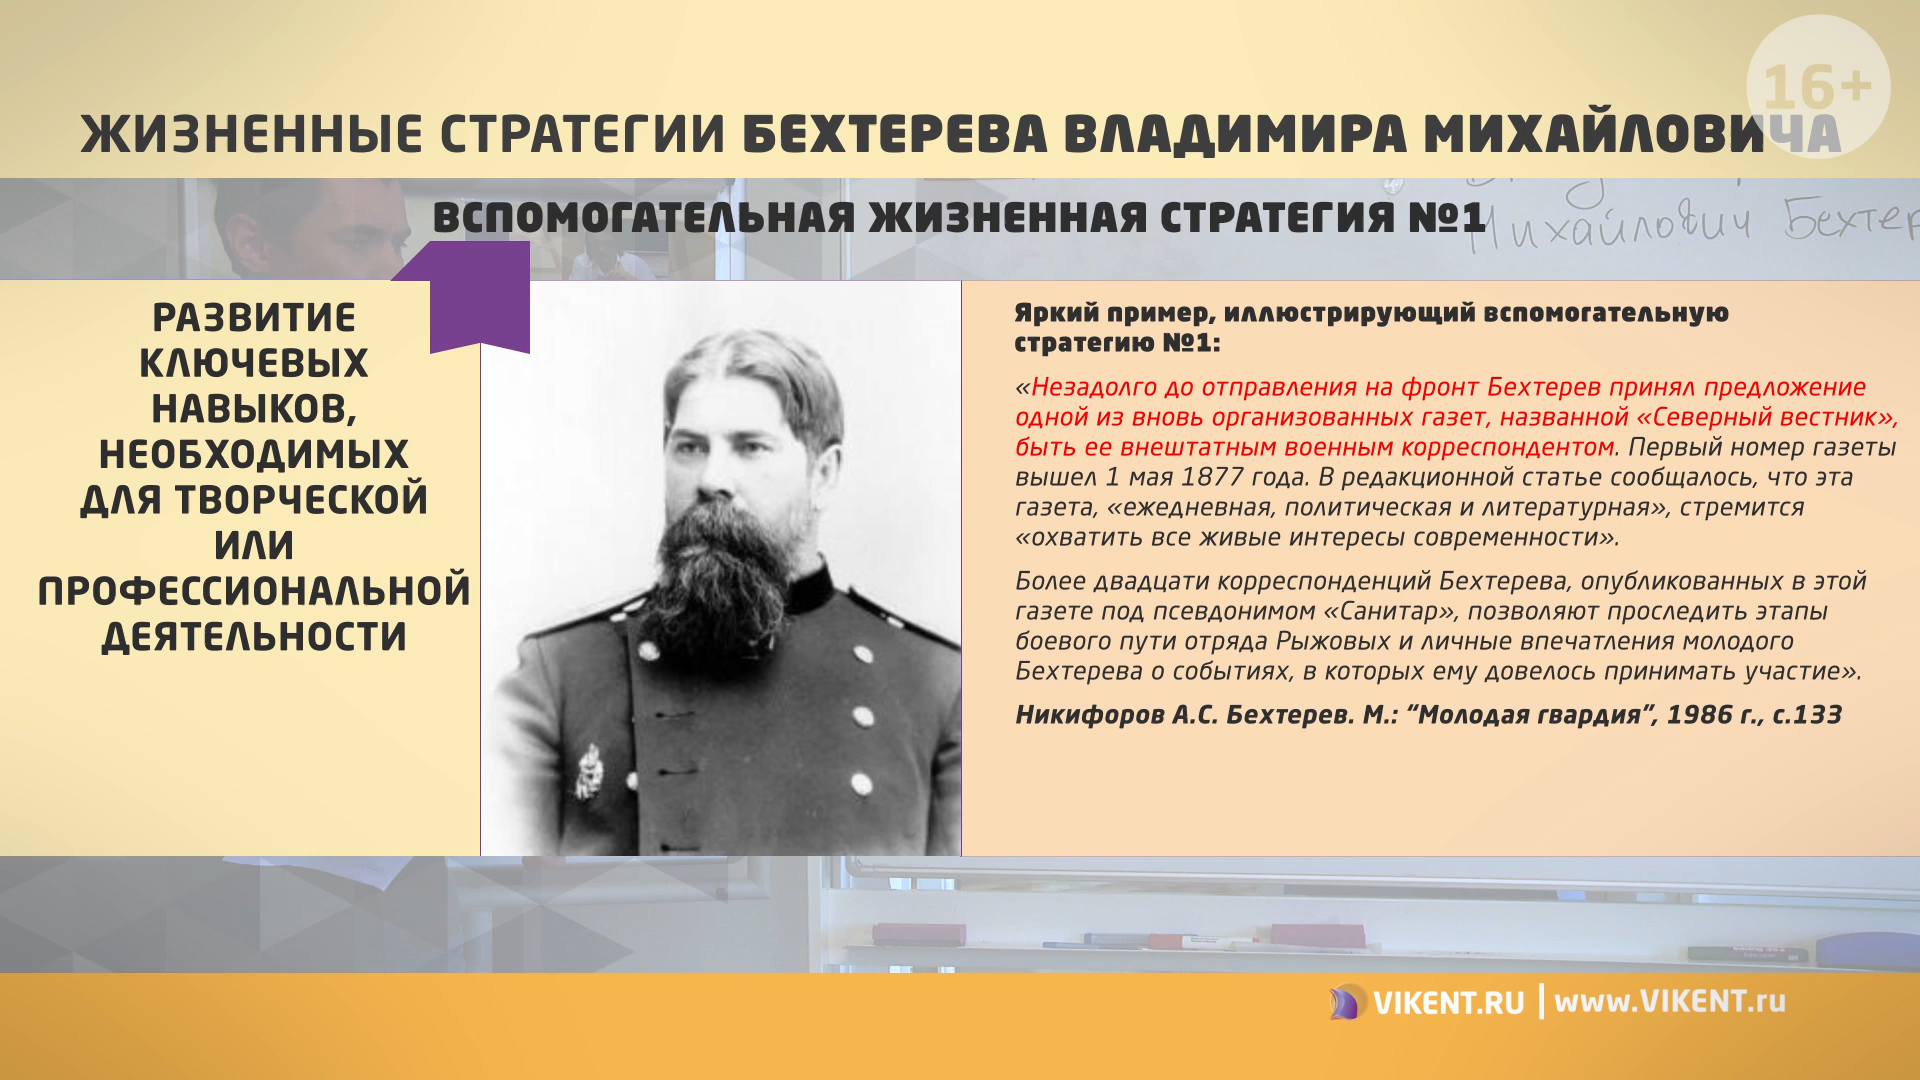 16+
ЖИЗНЕННЫЕ СТРАТЕГИИ БЕХТЕРЕВА ВЛАДИМИРА МИХАЙЛОВИЧА
ВСПОМОГАТЕЛЬНАЯ ЖИЗНЕННАЯ СТРАТЕГИЯ №1
Михайлович Бехтер
РАЗВИТИЕ
КЛЮЧЕВЫХ
НАВЫКОВ,
НЕОБХОДИМЫХ
ДЛЯ ТВОРЧЕСКОЙ
ИЛИ
ПРОФЕССИОНАЛЬНОЙ
ДЕЯТЕЛЬНОСТИ
Яркий пример, иллюстрирующий вспомогательную
стратегию №1:
«Незадолго до отправления на фронт Бехтерев принял предложение
одной из вновь организованных газет, названной «Северный вестник»,
быть ее внештатным военным корреспондентом. Первый номер газеты
вышел 1 мая 1877 года. В редакционной статье сообщалось, что эта
газета, «ежедневная, политическая и литературная», стремится
«охватить все живые интересы современности».
Более двадцати корреспонденций Бехтерева, опубликованных в этой
газете под псевдонимом «Санитар», позволяют проследить этапы
боевого пути отряда Рыжовых и личные впечатления молодого
Бехтерева о событиях, в которых ему довелось принимать участие».
Никифоров А.С. Бехтерев. М.: “Молодая гвардия”, 1986 г., с.133
VIKENT.RU | www.VIKENT.ru